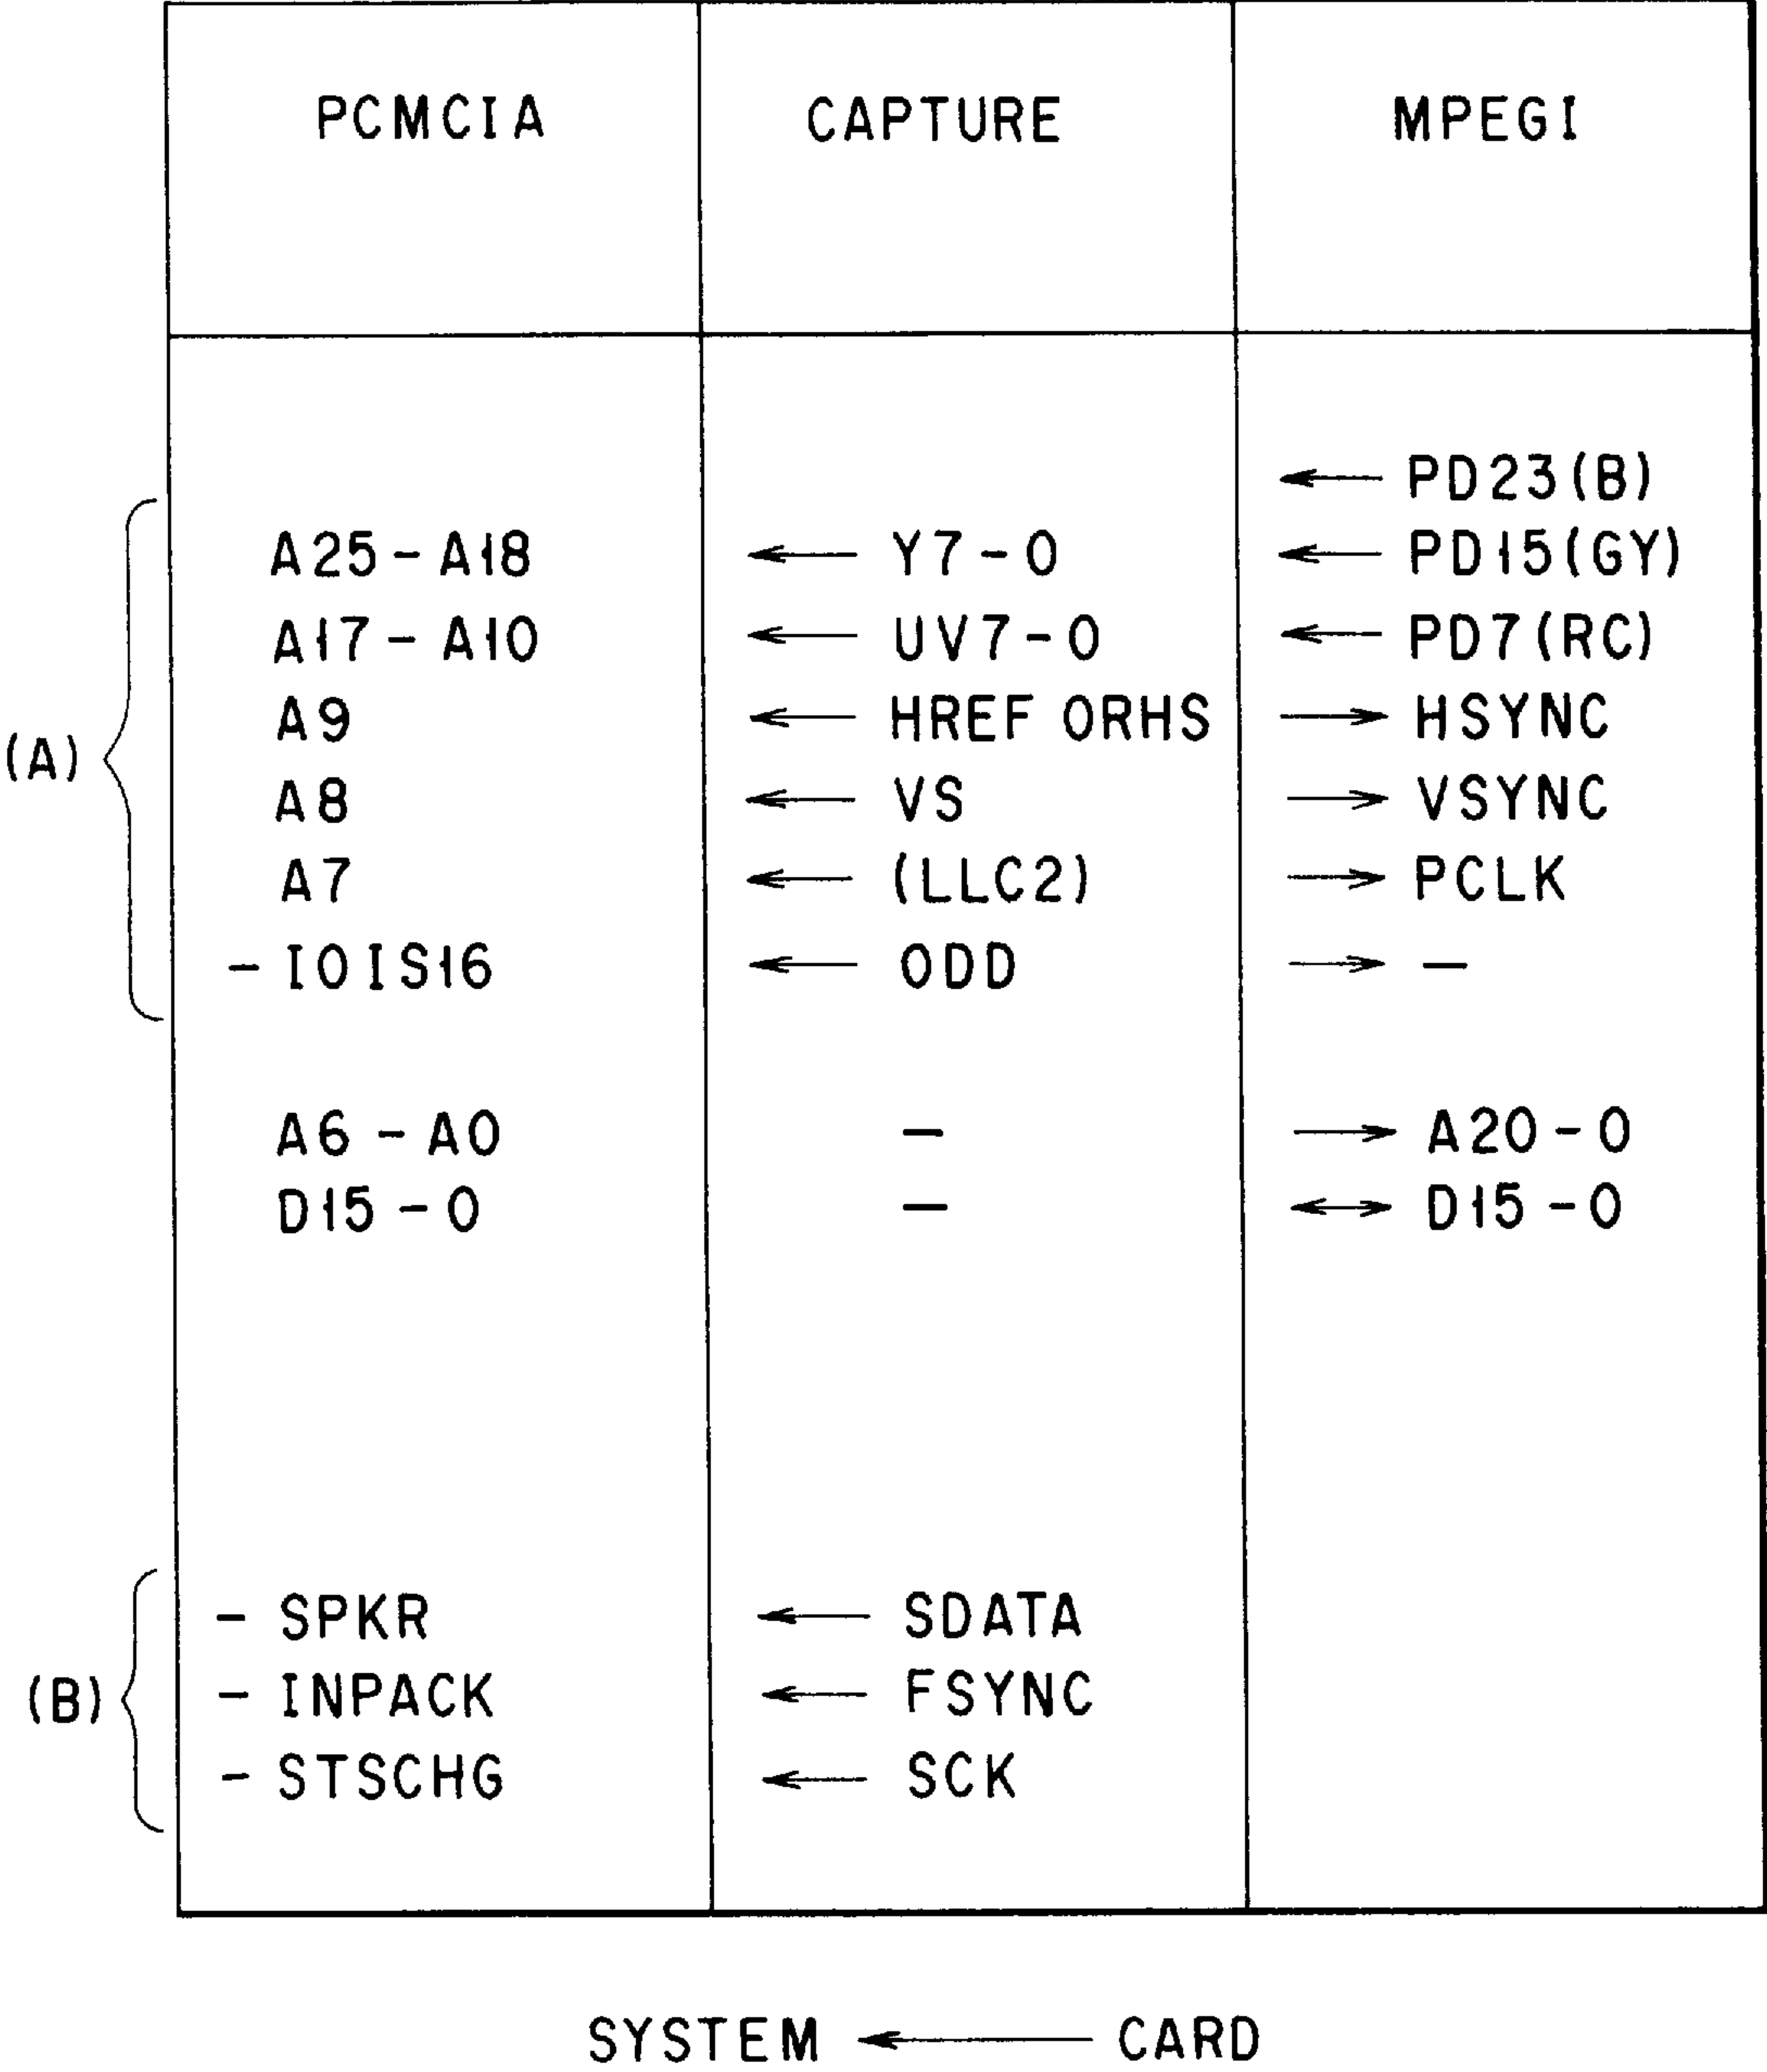 PCMCIA CAPTURE MPEGI
← PD23(B)
A25-A18 ← Y7-0 ← PD15(GY)
A17-A10 ← UV7-0 ← PD7(RC)
A9 ← HREF ORHS → HSYNC
(A)
A8 ← VS → VSYNC
A7 ← (LLC2) → PCLK
-IOIS16 ← ODD → -
A6-A0 - → A20-0
D15-0 - ↔ D15-0
-SPKR ← SDATA
(B) -INPACK ← FSYNC
-STSCHG ← SCK
SYSTEM ← CARD